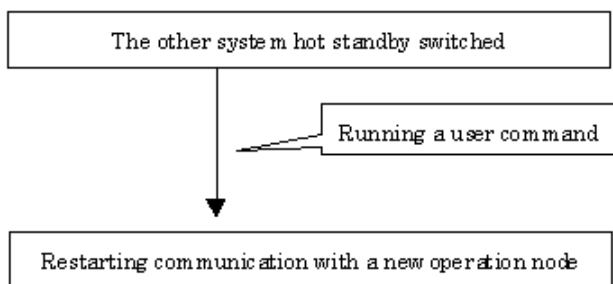 The other system hot standby switched
Running a user command
Restarting communication with a new operation node